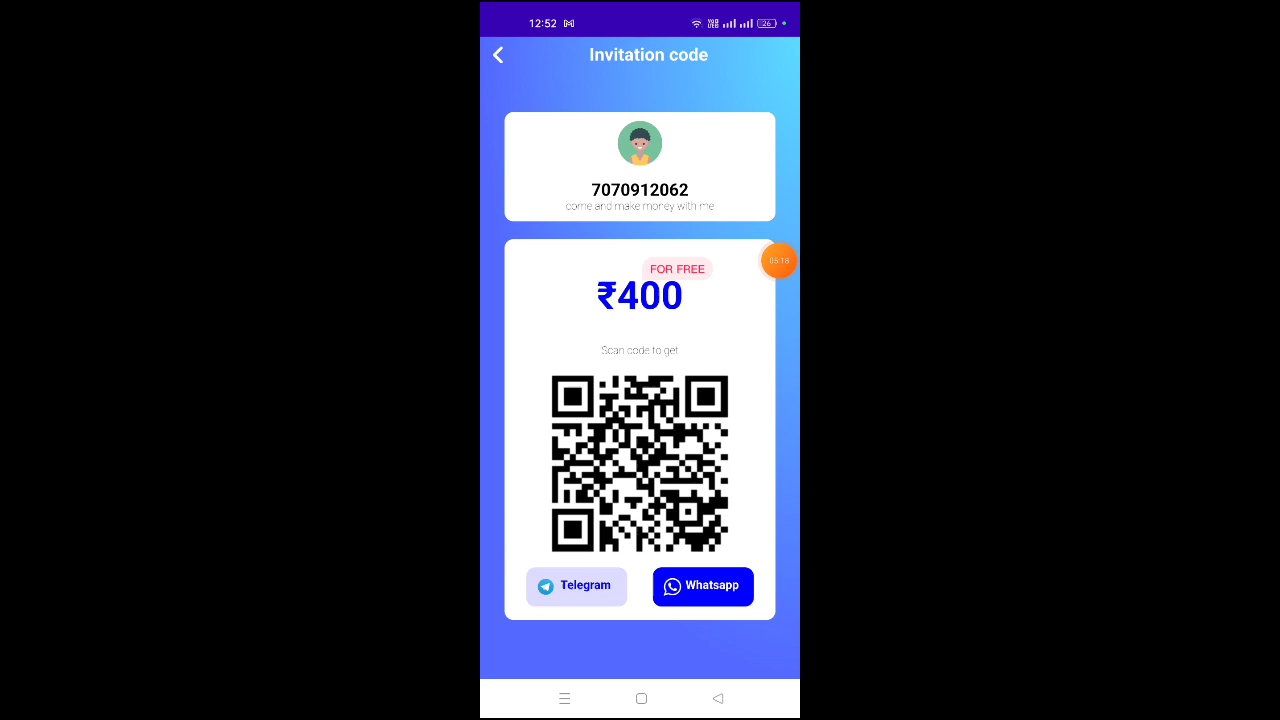 12:52
26
Invitation code
7070912062
come and make money with me
FOR FREE
₹400
05:18
Scan code to get
Telegram
Whatsapp